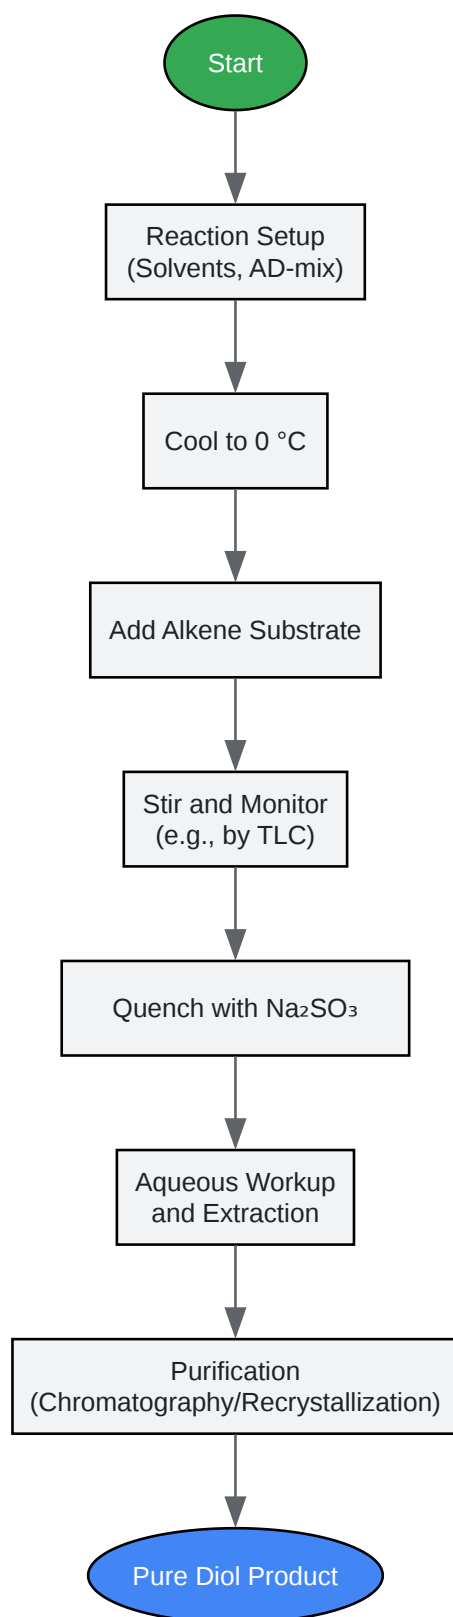 Start
Reaction Setup
(Solvents, AD-mix)
Cool to 0 °C
Add Alkene Substrate
Stir and Monitor
(e.g., by TLC)
Quench with Na₂SO₃
Aqueous Workup
and Extraction
Purification
(Chromatography/Recrystallization)
Pure Diol Product